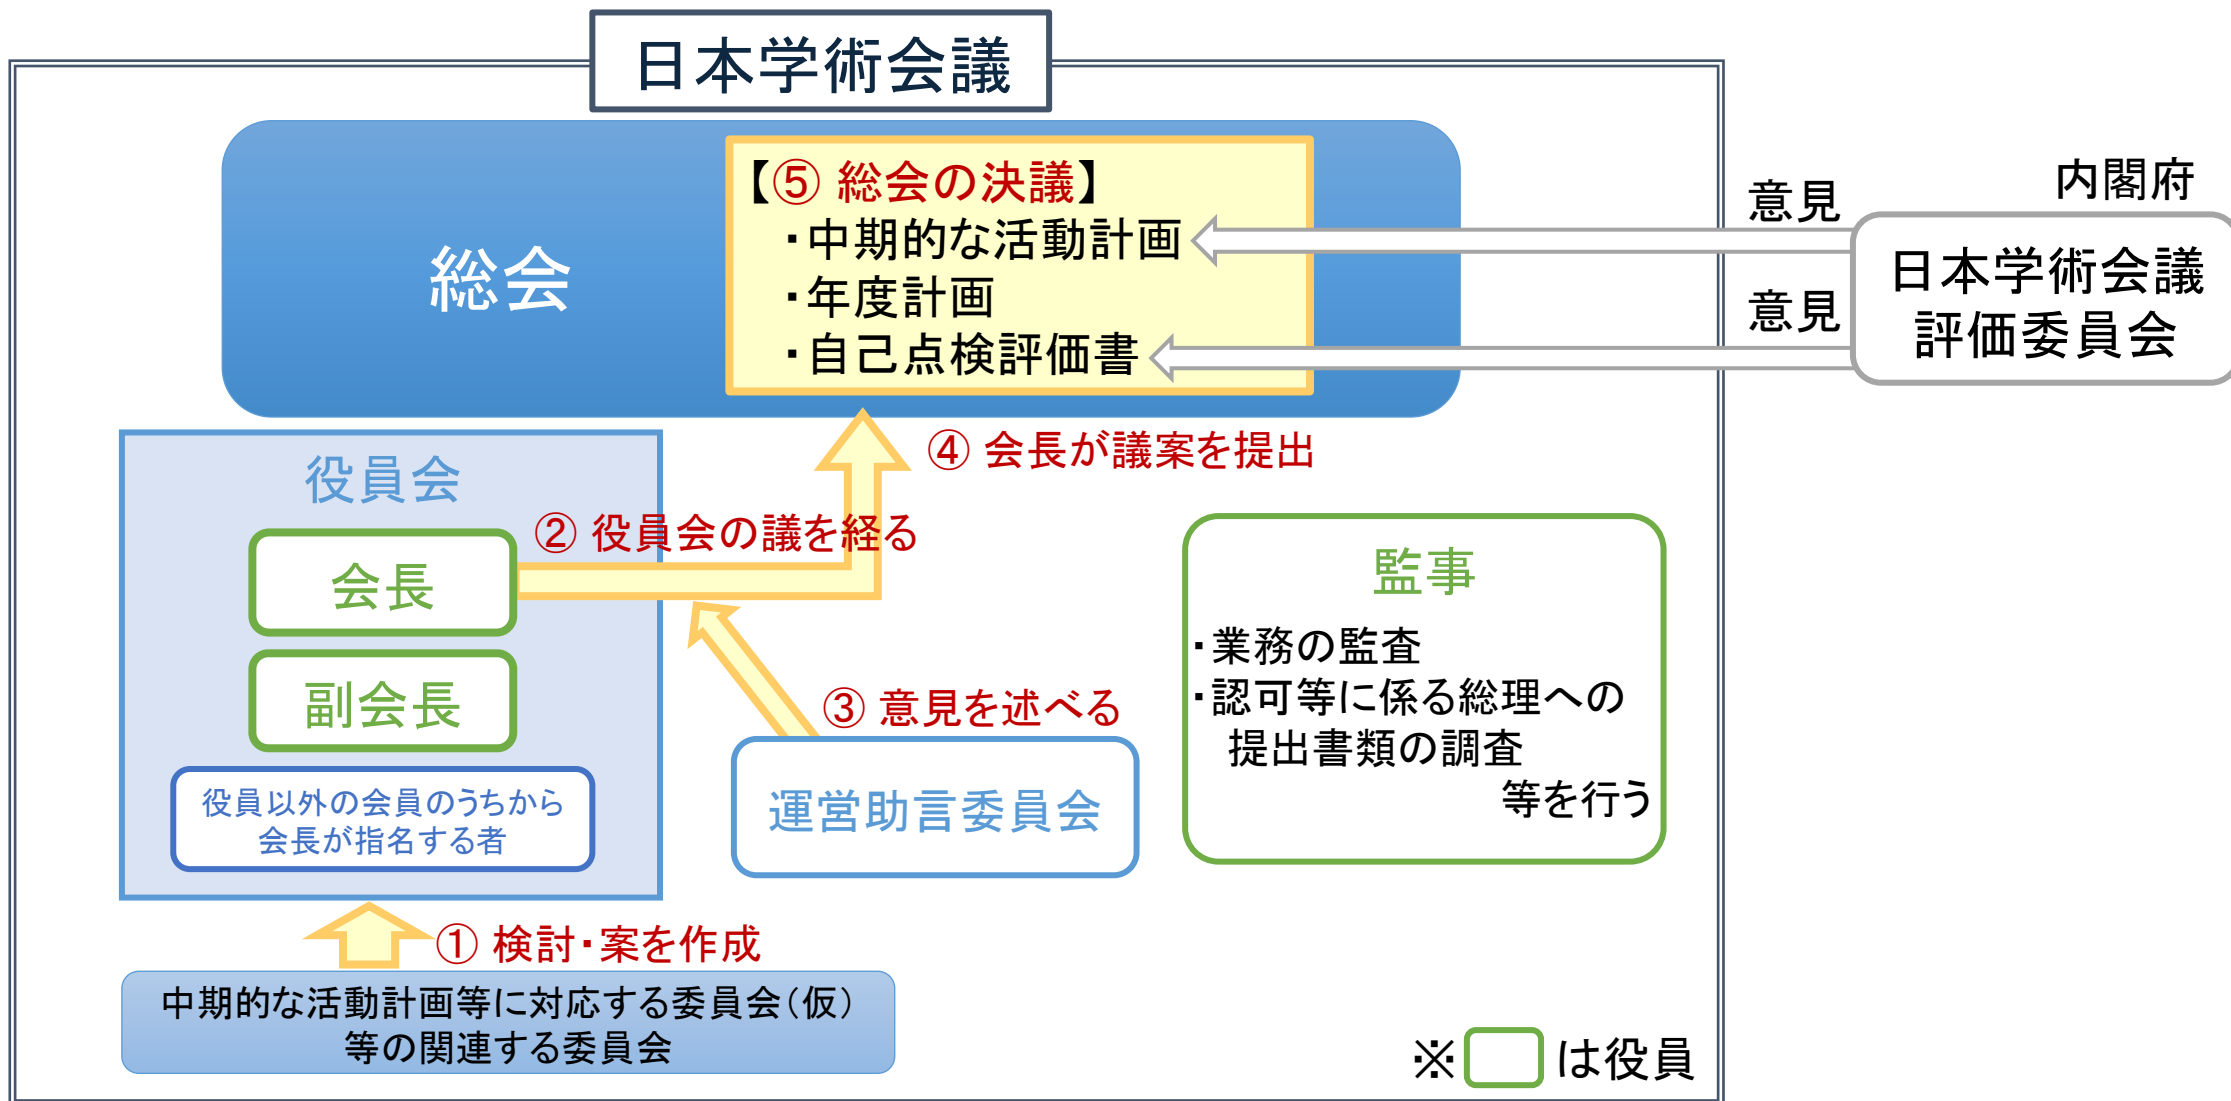 日本学術会議
総会
【⑤ 総会の決議】
・中期的な活動計画
・年度計画
・自己点検評価書
意見
意見
内閣府
日本学術会議
評価委員会
④ 会長が議案を提出
役員会
② 役員会の議を経る
会長
副会長
役員以外の会員のうちから
会長が指名する者
③ 意見を述べる
運営助言委員会
監事
・業務の監査
・認可等に係る総理への
提出書類の調査
等を行う
① 検討・案を作成
中期的な活動計画等に対応する委員会（仮）
等の関連する委員会
※ は役員